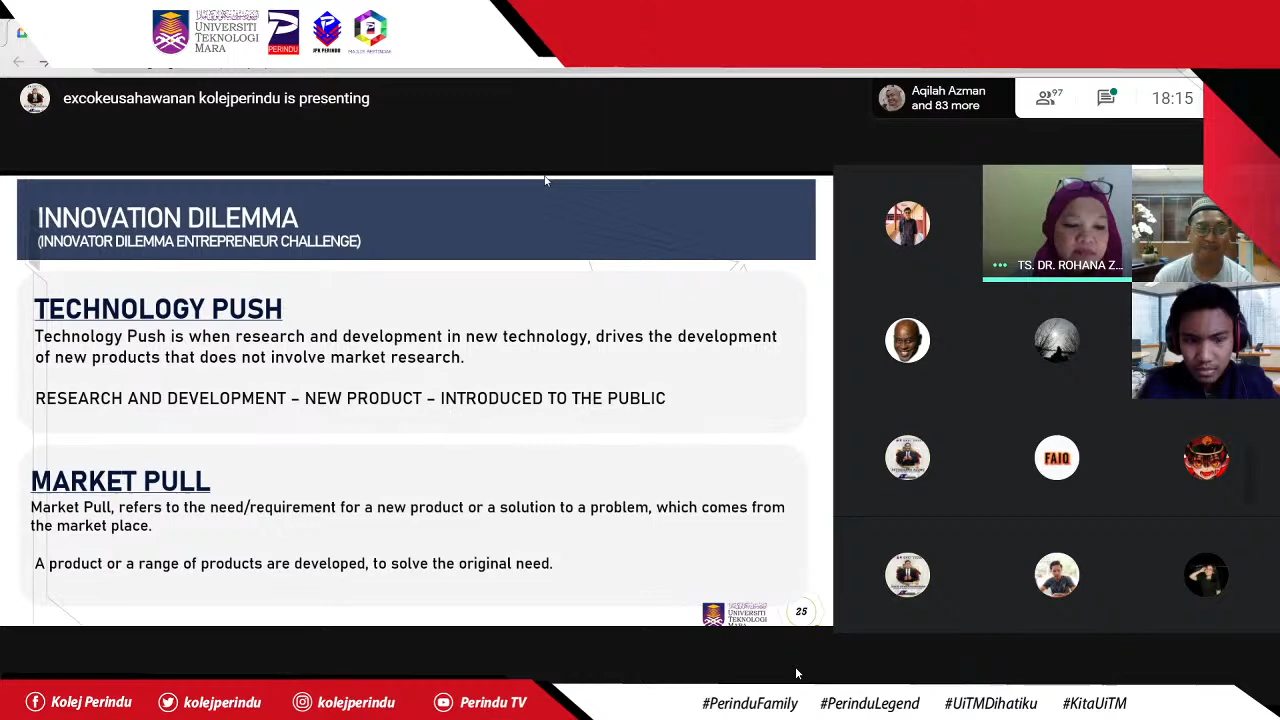 UNIVERSITI
TEKNOLOGI
MARA
PERINDU
JPK PERINDU
excokeusahawanan kolejperindu is presenting
Aqilah Azman
and 83 more
97
18:15
INNOVATION DILEMMA
(INNOVATOR DILEMMA ENTREPRENEUR CHALLENGE)
TECHNOLOGY PUSH
Technology Push is when research and development in new technology, drives the development
of new products that does not involve market research.
RESEARCH AND DEVELOPMENT – NEW PRODUCT – INTRODUCED TO THE PUBLIC
MARKET PULL
Market Pull, refers to the need/requirement for a new product or a solution to a problem, which comes from
the market place.
A product or a range of products are developed, to solve the original need.
UNIVERSITI
TEKNOLOGI
MARA
25
TS. DR. ROHANA Z...
FAIQ
Kolej Perindu
kolejperindu
kolejperindu
Perindu TV
#PerinduFamily
#PerinduLegend
#UiTMDihatiku
#KitaUiTM